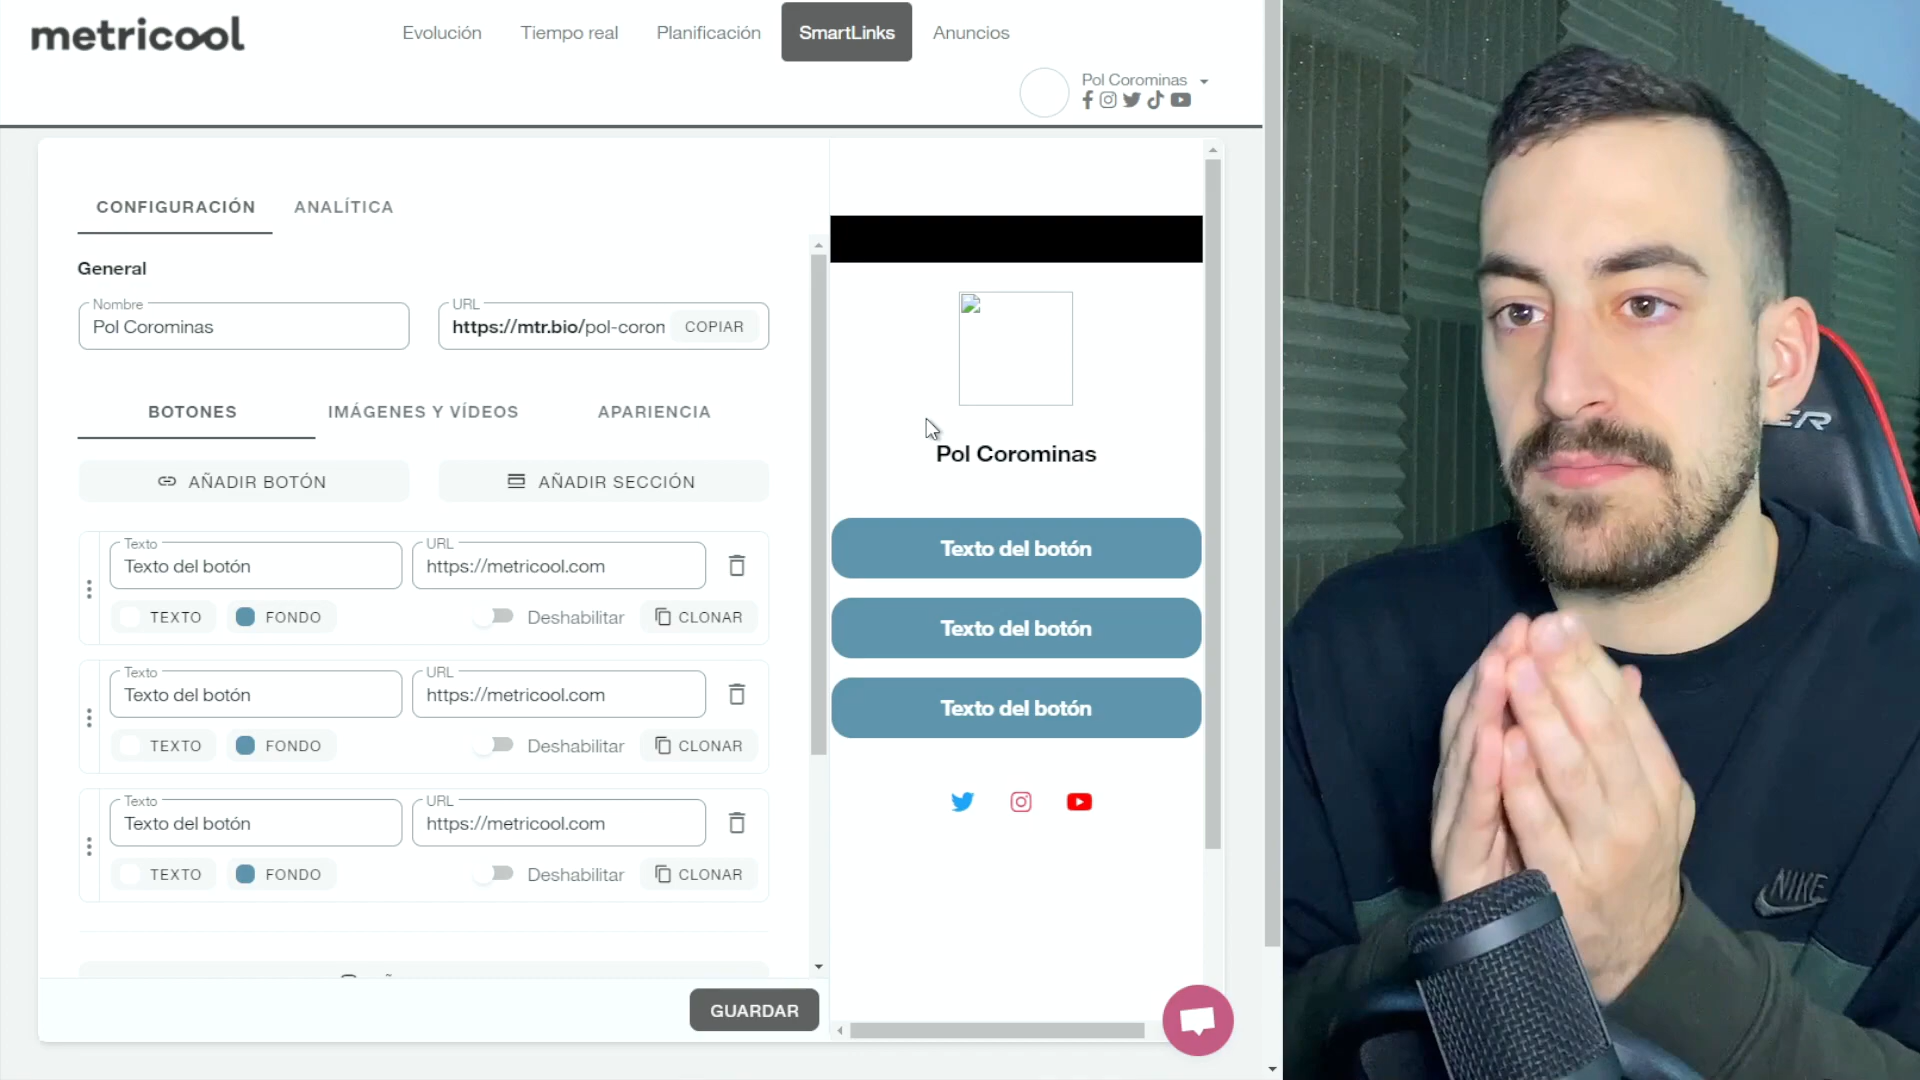 metricool
Evolución
Tiempo real
Planificación
SmartLinks
Anuncios
Pol Corominas
CONFIGURACIÓN
ANALÍTICA
General
Nombre
Pol Corominas
URL
https://mtr.bio/pol-coron
COPIAR
BOTONES
IMÁGENES Y VÍDEOS
APARIENCIA
AÑADIR BOTÓN
AÑADIR SECCIÓN
Texto
Texto del botón
URL
https://metricool.com
TEXTO
FONDO
Deshabilitar
CLONAR
Texto
Texto del botón
URL
https://metricool.com
TEXTO
FONDO
Deshabilitar
CLONAR
Texto
Texto del botón
URL
https://metricool.com
TEXTO
FONDO
Deshabilitar
CLONAR
GUARDAR
Pol Corominas
Texto del botón
Texto del botón
Texto del botón
NIKE